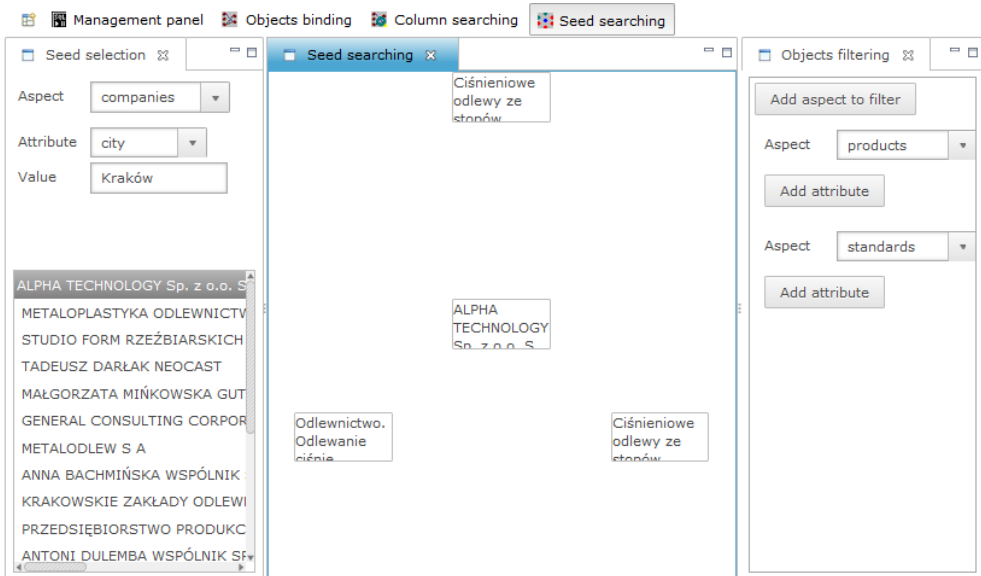 Management panel Objects binding Column searching Seed searching
Seed selection
Aspect companies
Attribute city
Value Kraków
ALPHA TECHNOLOGY Sp. z o.o. S
METALOPLASTYKA ODLEWNICTW
STUDIO FORM RZEŹBIARSKICH
TADEUSZ DARŁAK NEOCAST
MAŁGORZATA MIŃKOWSKA GUT
GENERAL CONSULTING CORPOR
METALODLEW S A
ANNA BACHMIŃSKA WSPÓLNIK
KRAKOWSKIE ZAKŁADY ODLEWI
PRZEDSIĘBIORSTWO PRODUKC
ANTONI DULEMBA WSPÓLNIK SP
Seed searching
Ciśnieniowe
odlewy ze
stopów
ALPHA
TECHNOLOGY
Sp. z o.o. S
Odlewnictwo.
Odlewanie
ciśnie
Ciśnieniowe
odlewy ze
stopów
Objects filtering
Add aspect to filter
Aspect products
Add attribute
Aspect standards
Add attribute